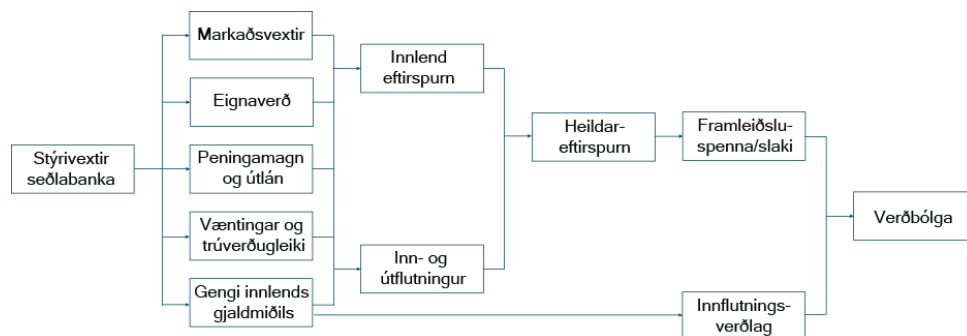 Stýrivextir
seðlabanka
Markaðsvextir
Eignaverð
Peningamagn
og útlán
Væntingar og
trúverðugleiki
Gengi innlends
gjaldmiðils
Innlend
eftirspurn
Inn- og
útflutningur
Heildar-
eftirspurn
Framleiðslu-
spenna/slaki
Innflutnings-
verðlag
Verðbólga